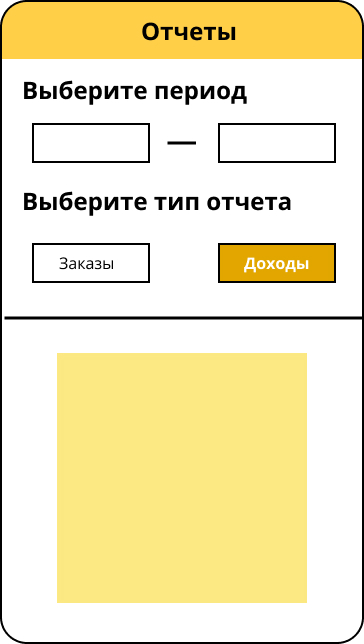 Отчеты
Выберите период
—
Выберите тип отчета
Заказы
Доходы